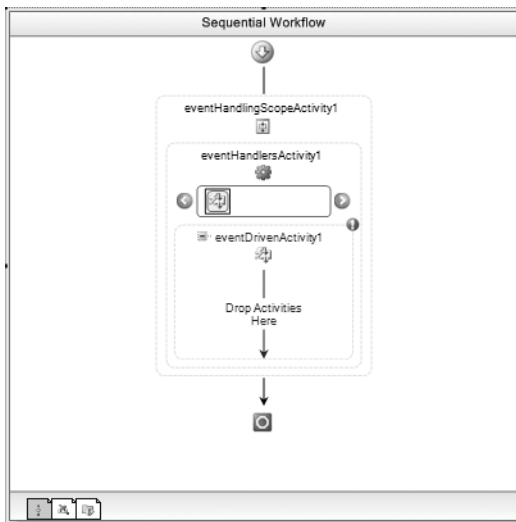 Sequential Workflow
eventHandlingScopeActivity1
eventHandlersActivity1
eventDrivenActivity1
Drop Activities
Here